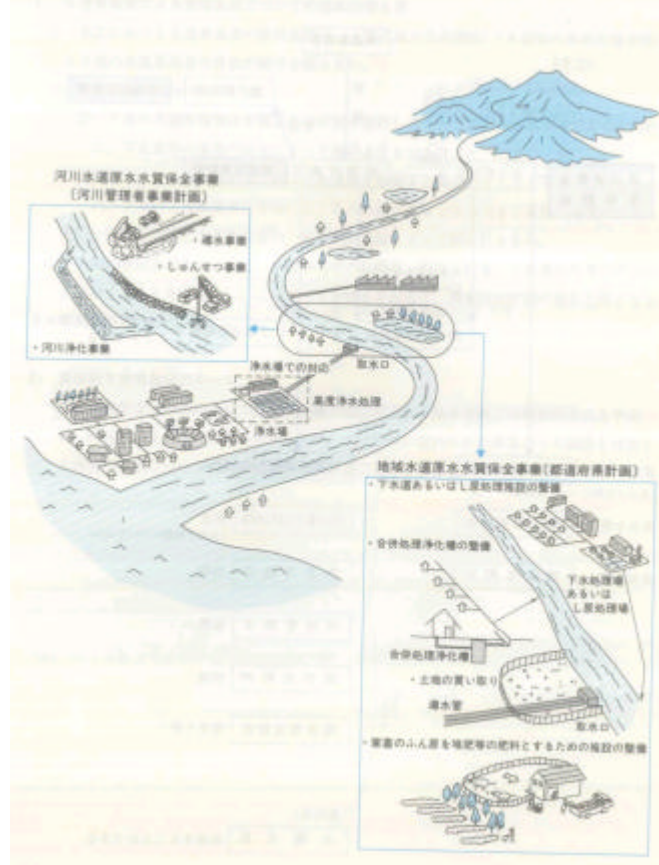 河川水道原水水質保全事業
(河川管理者事業計画)
・導水事業
・しゅんせつ事業
・河川浄化事業
浄水場での対応
取水口
高度浄水処理
浄水場
地域水道原水水質保全事業(都道府県計画)
・下水道あるいはし尿処理施設の整備
・合併処理浄化槽の整備
下水処理場
あるいは
し尿処理場
合併処理浄化槽
・土地の買い取り
導水管
取水口
・家畜のふん尿を堆肥等の肥料とするための施設の整備